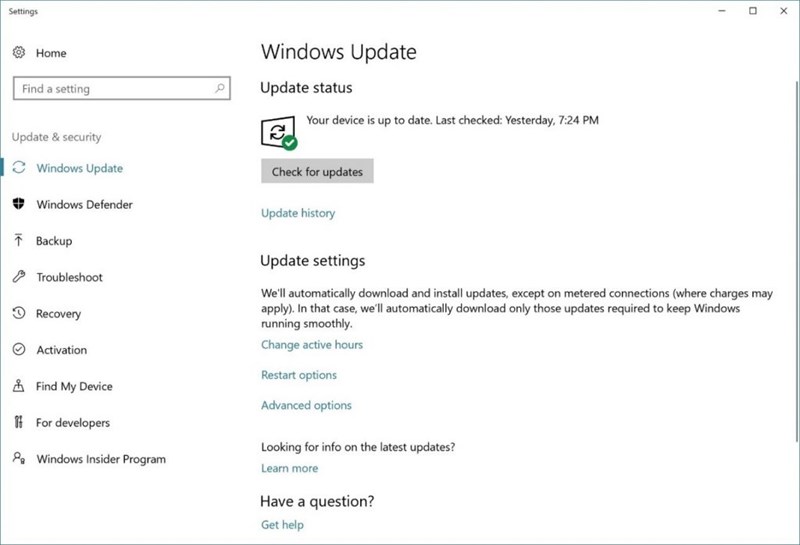 Settings
Home
Find a setting
Update & security
Windows Update
Windows Defender
Backup
Troubleshoot
Recovery
Activation
Find My Device
For developers
Windows Insider Program
Windows Update
Update status
Your device is up to date. Last checked: Yesterday, 7:24 PM
Check for updates
Update history
Update settings
We'll automatically download and install updates, except on metered connections (where charges may
apply). In that case, we'll automatically download only those updates required to keep Windows
running smoothly.
Change active hours
Restart options
Advanced options
Looking for info on the latest updates?
Learn more
Have a question?
Get help